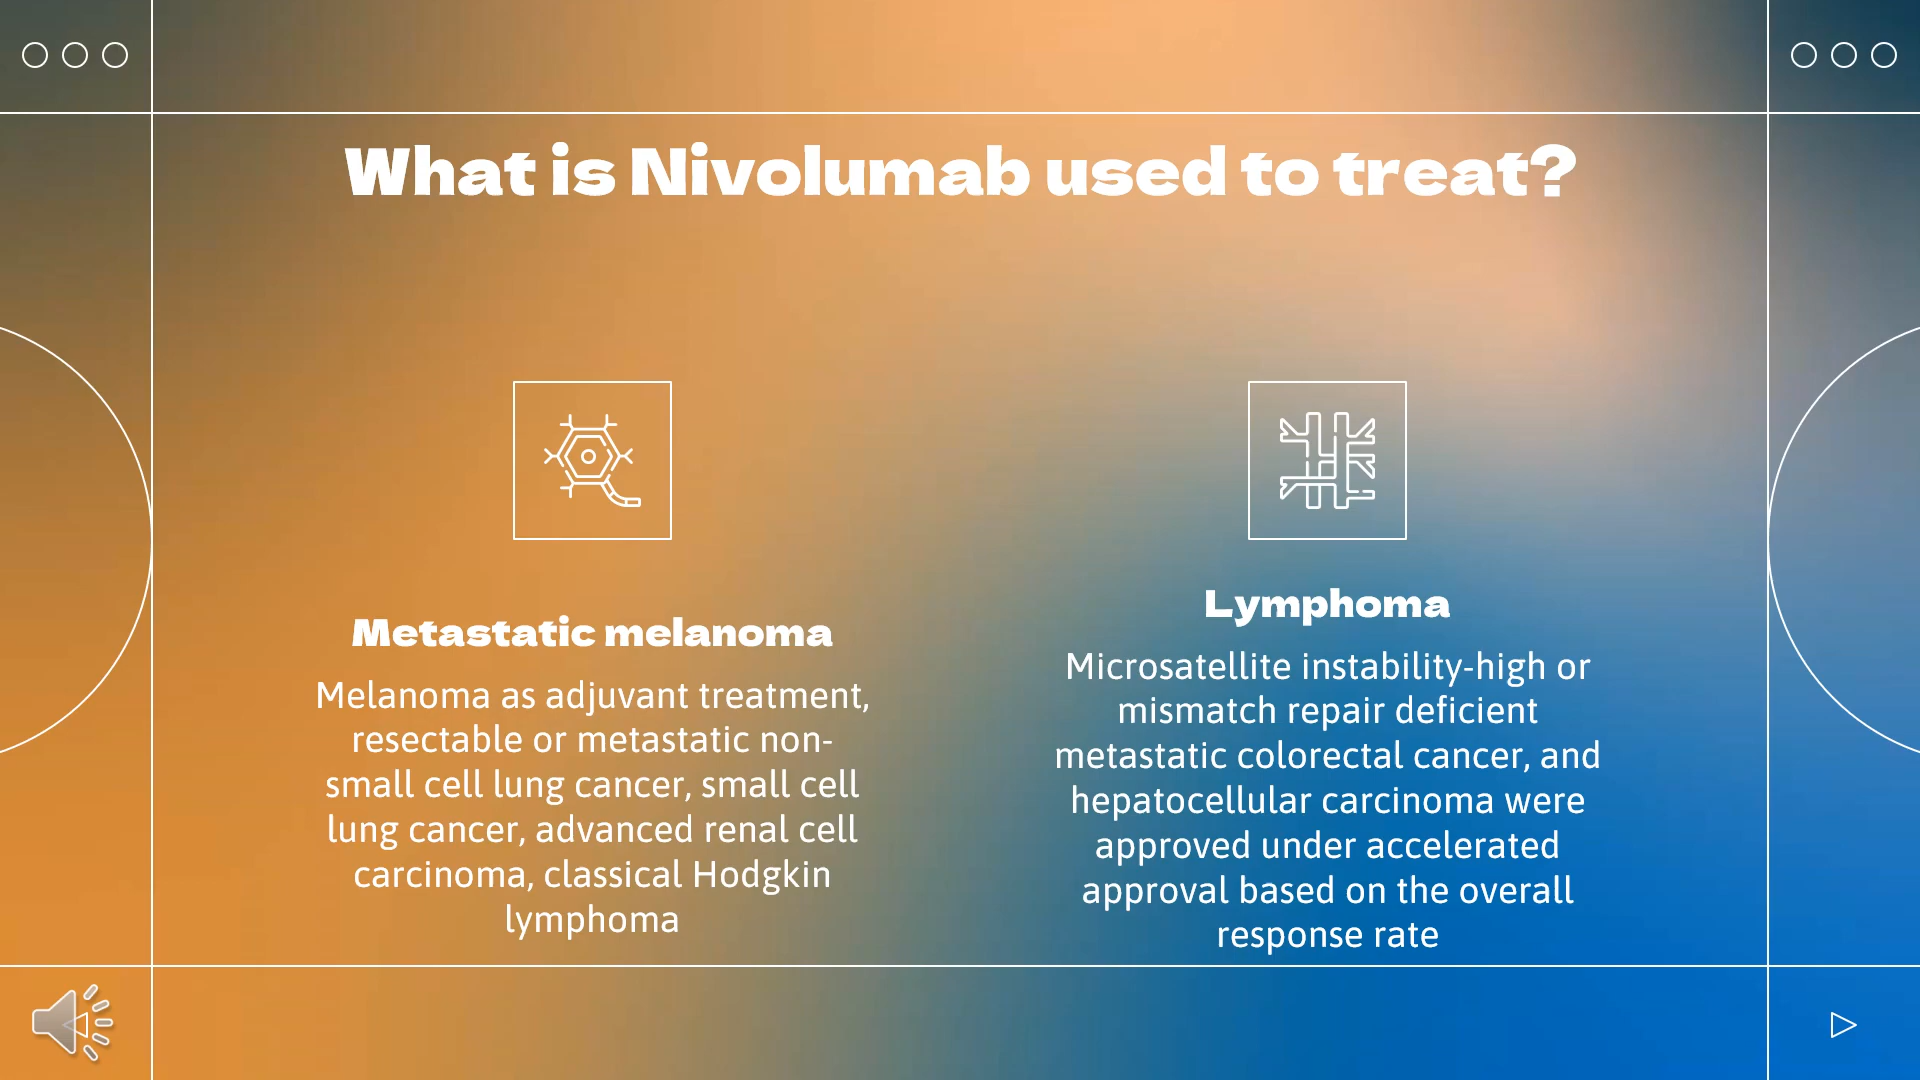 What is Nivolumab used to treat?
Metastatic melanoma
Melanoma as adjuvant treatment,
resectable or metastatic non-
small cell lung cancer, small cell
lung cancer, advanced renal cell
carcinoma, classical Hodgkin
lymphoma
Lymphoma
Microsatellite instability-high or
mismatch repair deficient
metastatic colorectal cancer, and
hepatocellular carcinoma were
approved under accelerated
approval based on the overall
response rate